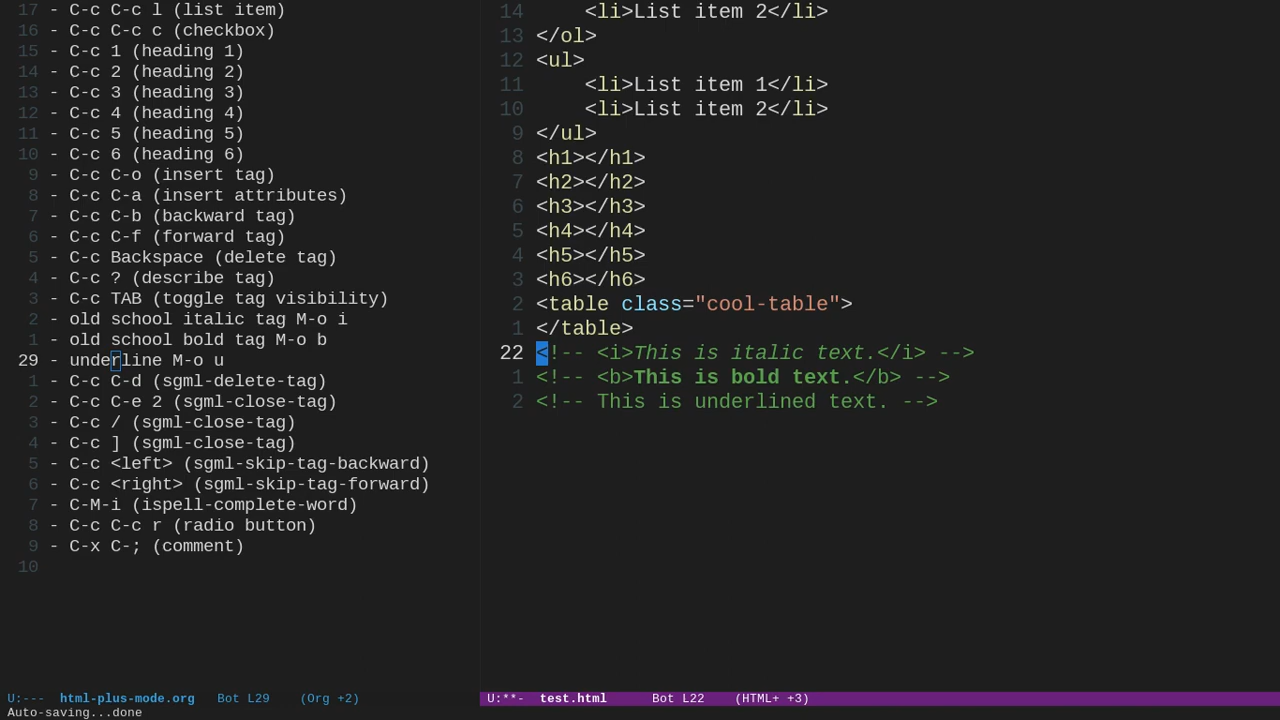 17 - C-c C-c l (list item)
16 - C-c C-c c (checkbox)
15 - C-c 1 (heading 1)
14 - C-c 2 (heading 2)
13 - C-c 3 (heading 3)
12 - C-c 4 (heading 4)
11 - C-c 5 (heading 5)
10 - C-c 6 (heading 6)
9 - C-c C-o (insert tag)
8 - C-c C-a (insert attributes)
7 - C-c C-b (backward tag)
6 - C-c C-f (forward tag)
5 - C-c Backspace (delete tag)
4 - C-c ? (describe tag)
3 - C-c TAB (toggle tag visibility)
2 - old school italic tag M-o i
1 - old school bold tag M-o b
29 - underline M-o u
1 - C-c C-d (sgml-delete-tag)
2 - C-c C-e 2 (sgml-close-tag)
3 - C-c / (sgml-close-tag)
4 - C-c ] (sgml-close-tag)
5 - C-c <left> (sgml-skip-tag-backward)
6 - C-c <right> (sgml-skip-tag-forward)
7 - C-M-i (ispell-complete-word)
8 - C-c C-c r (radio button)
9 - C-x C-; (comment)
10
U:--- html-plus-mode.org Bot L29 (Org +2)
14 <li>List item 2</li>
13 </ol>
12 <ul>
11 <li>List item 1</li>
10 <li>List item 2</li>
9 </ul>
8 <h1></h1>
7 <h2></h2>
6 <h3></h3>
5 <h4></h4>
4 <h5></h5>
3 <h6></h6>
2 <table class="cool-table">
1 </table>
22 <!-- <i>This is italic text.</i> -->
1 <!-- <b>This is bold text.</b> -->
2 <!-- This is underlined text. -->
U:**- test.html Bot L22 (HTML+ +3)
Auto-saving...done